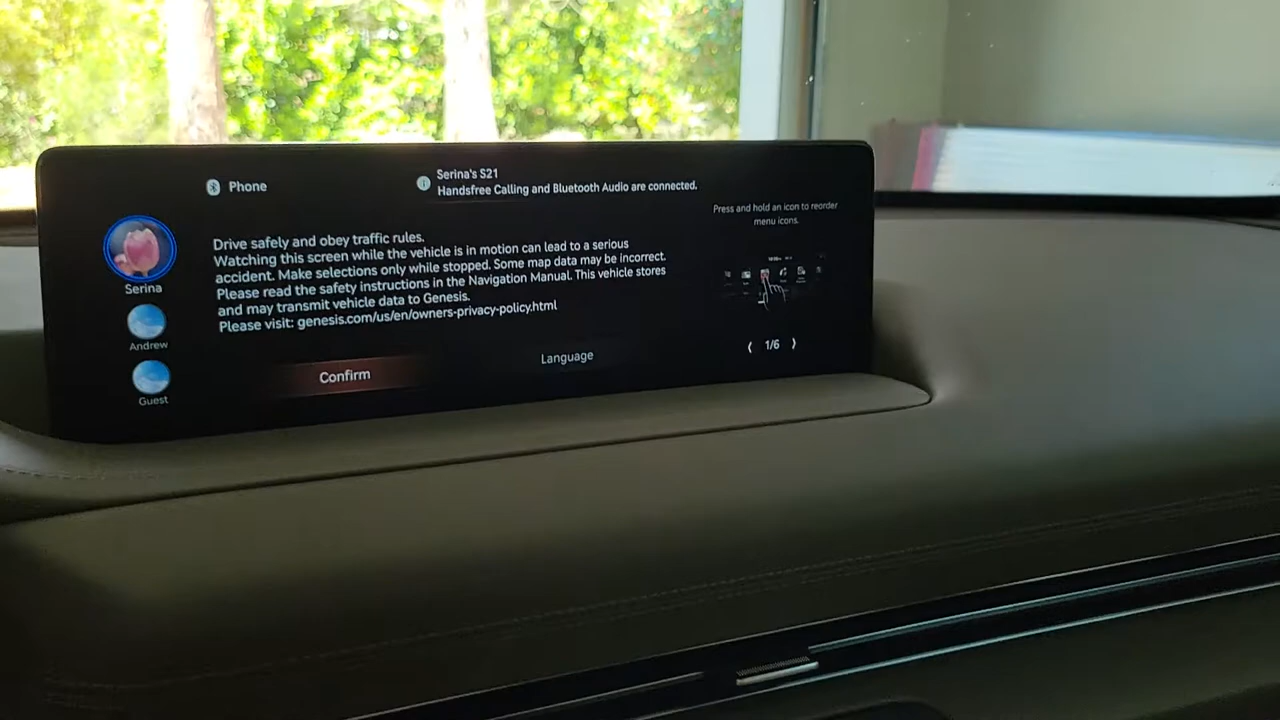 Phone
Serina's S21
Handsfree Calling and Bluetooth Audio are connected.
Serina
Andrew
Guest
Drive safely and obey traffic rules.
Watching this screen while the vehicle is in motion can lead to a serious
accident. Make selections only while stopped. Some map data may be incorrect.
Please read the safety instructions in the Navigation Manual. This vehicle stores
and may transmit vehicle data to Genesis.
Please visit: genesis.com/us/en/owners-privacy-policy.html
Confirm
Language
Press and hold an icon to reorder
menu icons.
1/6